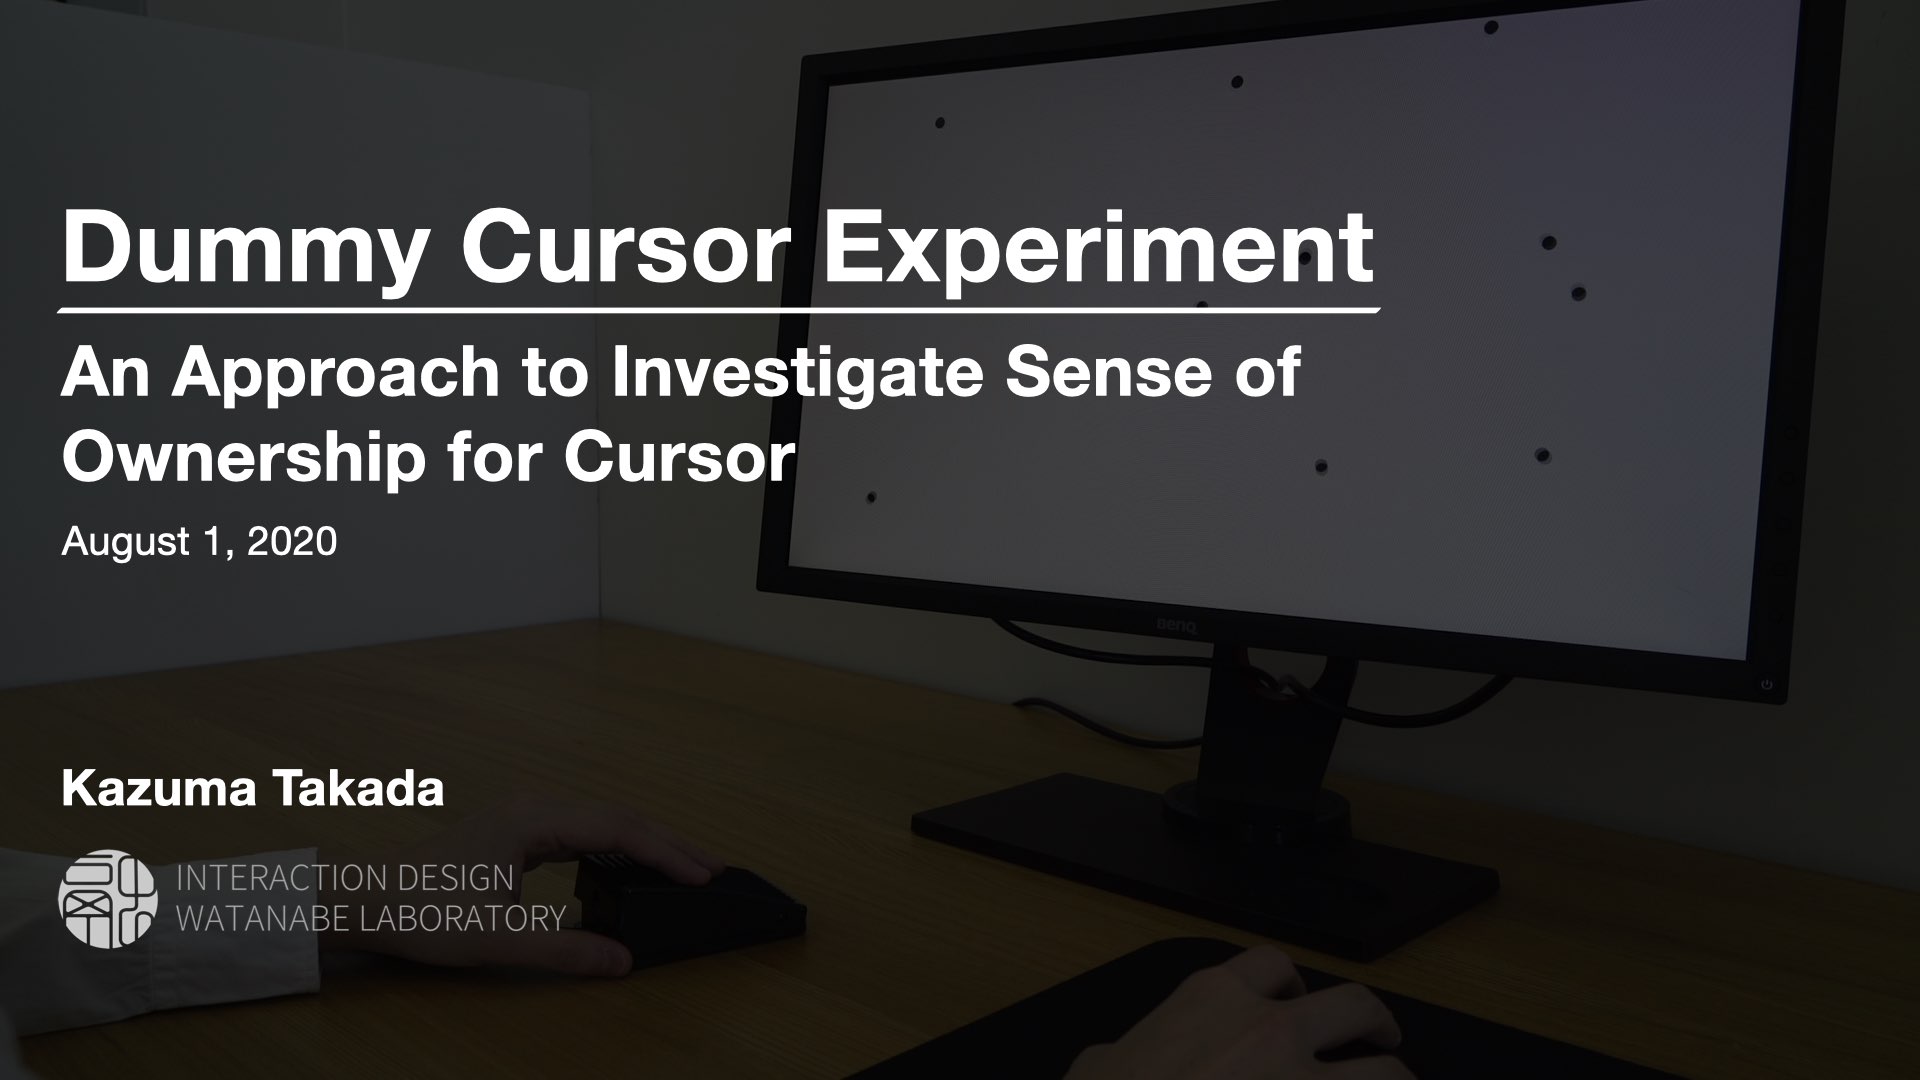 Dummy Cursor Experiment
An Approach to Investigate Sense of
Ownership for Cursor
August 1, 2020
BenQ
Kazuma Takada
INTERACTION DESIGN
WATANABE LABORATORY